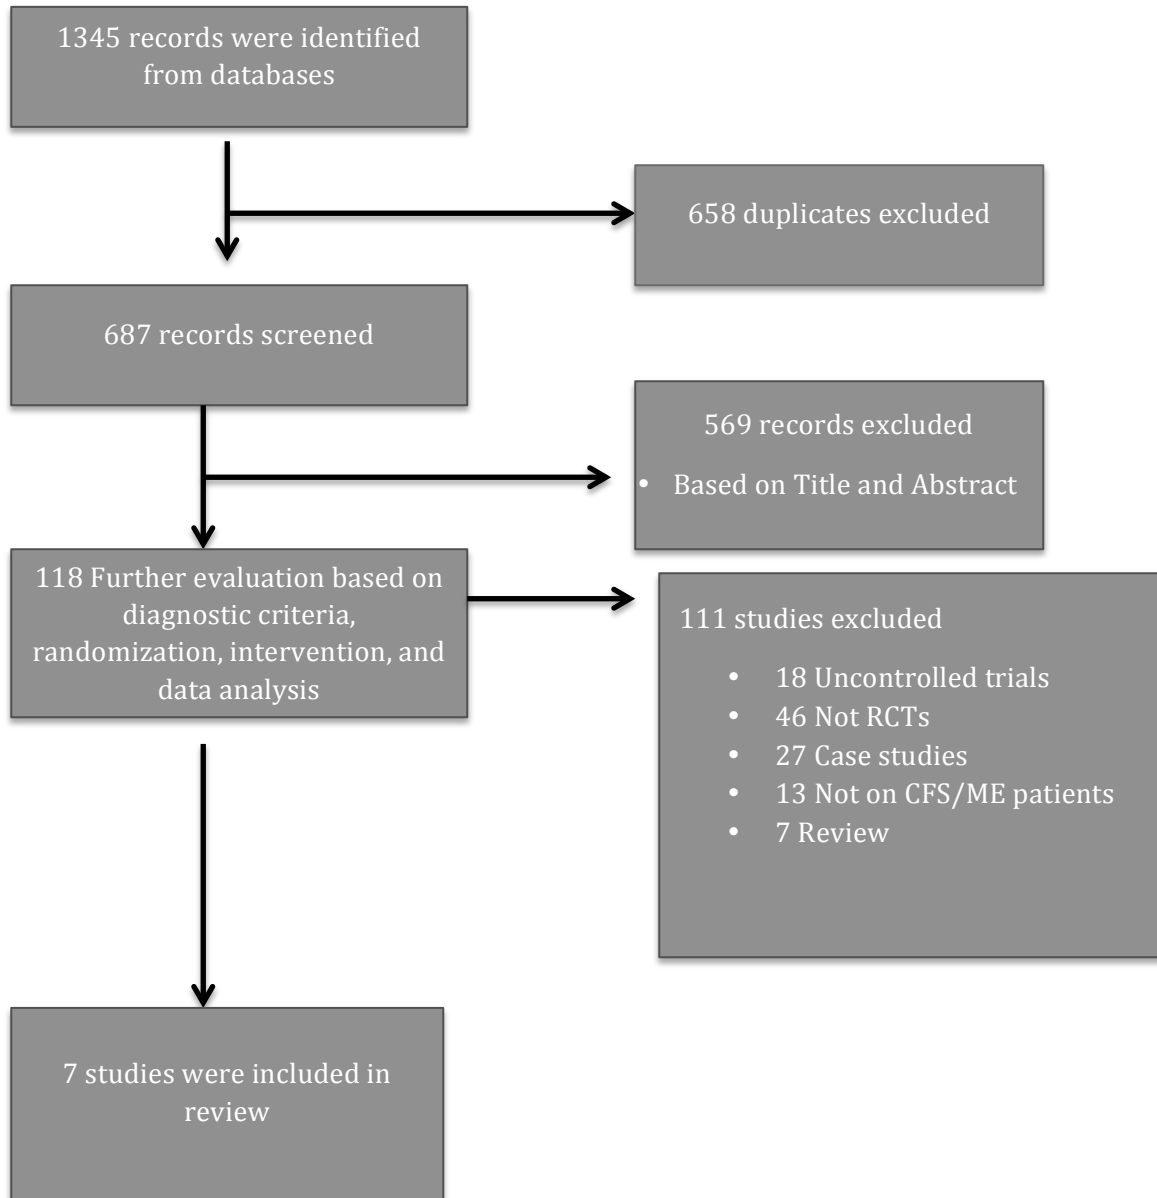 1345 records were identified
from databases
658 duplicates excluded
687 records screened
569 records excluded
• Based on Title and Abstract
118 Further evaluation based on
diagnostic criteria,
randomization, intervention, and
data analysis
111 studies excluded
• 18 Uncontrolled trials
• 46 Not RCTs
• 27 Case studies
• 13 Not on CFS/ME patients
• 7 Review
7 studies were included in
review